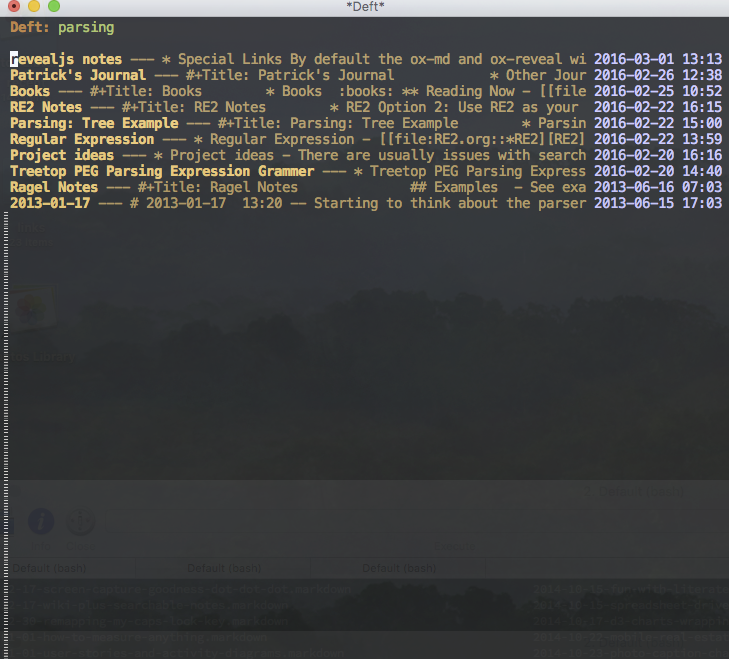 *Deft*
Deft: parsing
revealjs notes --- * Special Links By default the ox-md and ox-reveal wi 2016-03-01 13:13
Patrick's Journal --- #+Title: Patrick's Journal * Other Jour 2016-02-26 12:38
Books --- #+Title: Books * Books :books: ** Reading Now - [[file 2016-02-25 10:52
RE2 Notes --- #+Title: RE2 Notes * RE2 Option 2: Use RE2 as your 2016-02-22 16:15
Parsing: Tree Example --- #+Title: Parsing: Tree Example * Parsin 2016-02-22 15:00
Regular Expression --- * Regular Expression - [[file:RE2.org::*RE2][RE2] 2016-02-22 13:59
Project ideas --- * Project ideas - There are usually issues with search 2016-02-20 16:16
Treetop PEG Parsing Expression Grammer --- * Treetop PEG Parsing Express 2016-02-20 14:40
Ragel Notes --- #+Title: Ragel Notes ## Examples - See exa 2013-06-16 07:03
2013-01-17 --- # 2013-01-17 13:20 -- Starting to think about the parser 2013-06-15 17:03
Default (bash)
Default (bash) Default (bash) Default (bash)